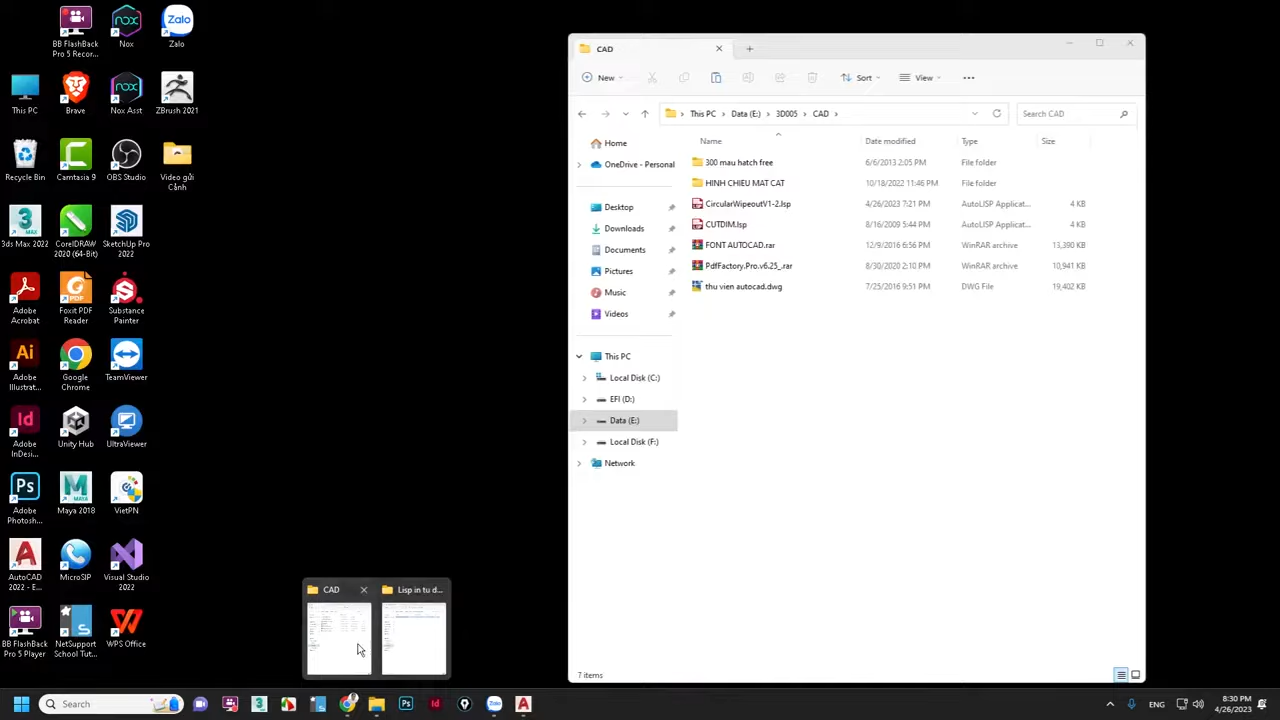 BB FlashBack
Pro 5 Recor...
Nox
Zalo
This PC
Brave
Nox Asst
ZBrush 2021
Recycle Bin
Camtasia 9
OBS Studio
Video gửi
Cảnh
3ds Max 2022
CorelDRAW
2020 (64-Bit)
SketchUp Pro
2022
Adobe
Acrobat
Foxit PDF
Reader
Substance
Painter
Adobe
Illustrat...
Google
Chrome
TeamViewer
Adobe
InDesi...
Unity Hub
UltraViewer
Adobe
Photosh...
Maya 2018
VietPN
AutoCAD
2022 - E...
MicroSIP
Visual Studio
2022
BB FlashBack
Pro 5 Player
NetSupport
School Tut...
WPS Office
CAD
New
Sort
View
This PC > Data (E:) > 3D005 > CAD >
Search CAD
Name Date modified Type Size
300 mau hatch free 6/6/2013 2:05 PM File folder
HINH CHIEU MAT CAT 10/18/2022 11:46 PM File folder
CircularWipeoutV1-2.lsp 4/26/2023 7:21 PM AutoLISP Applicat... 4 KB
CUTDIM.lsp 8/16/2009 5:44 PM AutoLISP Applicat... 4 KB
FONT AUTOCAD.rar 12/9/2016 6:56 PM WinRAR archive 13,390 KB
PdfFactory.Pro.v6.25_.rar 8/30/2020 2:10 PM WinRAR archive 10,941 KB
thu vien autocad.dwg 7/25/2016 9:51 PM DWG File 19,402 KB
Home
OneDrive - Personal
Desktop
Downloads
Documents
Pictures
Music
Videos
This PC
Local Disk (C:)
EFI (D:)
Data (E:)
Local Disk (F:)
Network
7 items
CAD
Lisp in tu d...
Search
ENG
8:30 PM
4/26/2023